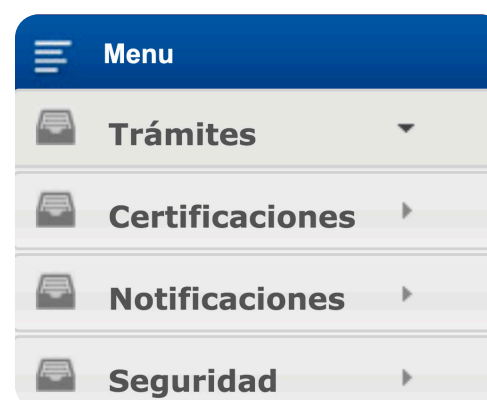 Menu
Trámites
Certificaciones
Notificaciones
Seguridad